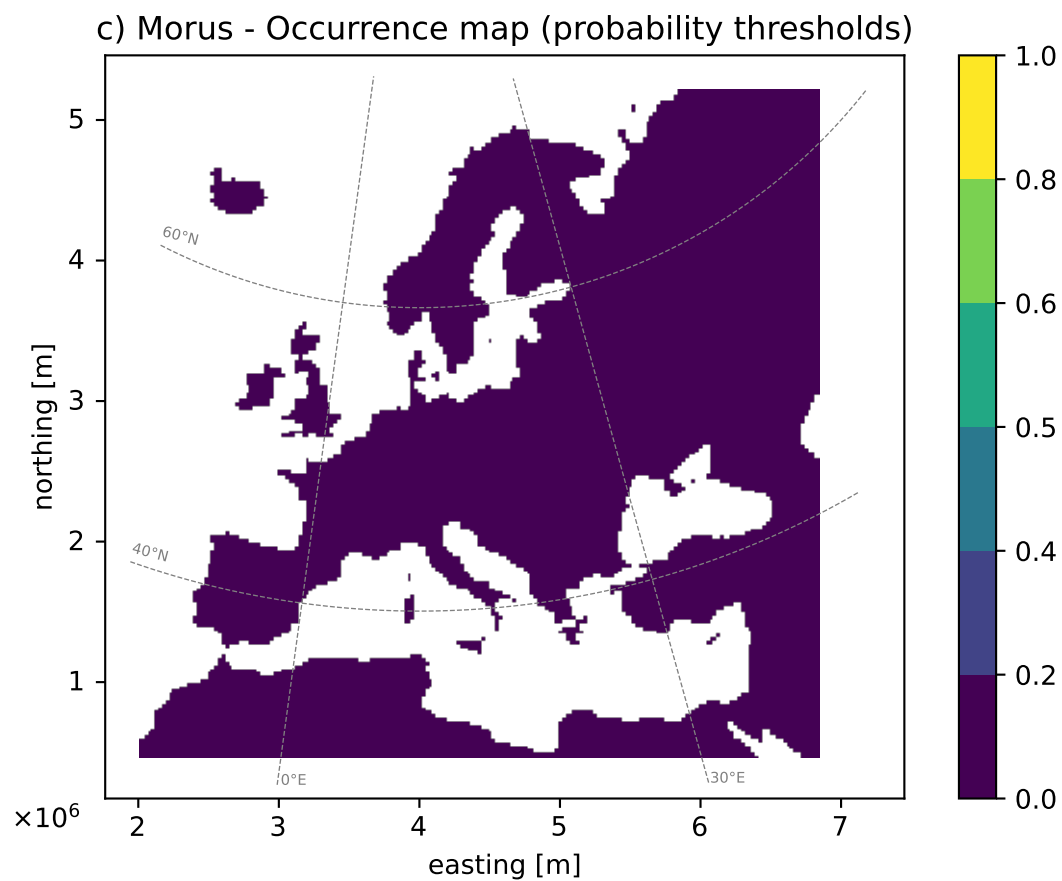 c) Morus - Occurrence map (probability thresholds)
northing [m]
5
4
3
2
1
60°N
40°N
0°E
30°E
×10⁶
2 3 4 5 6 7
easting [m]
1.0
0.8
0.6
0.5
0.4
0.2
0.0